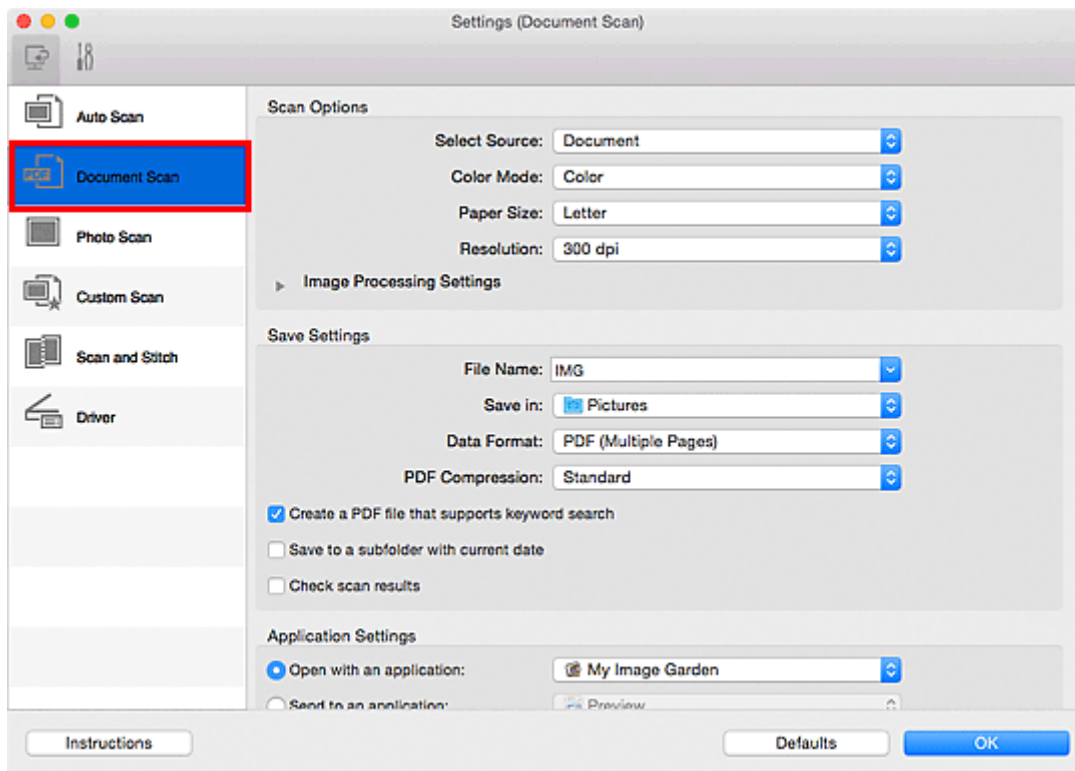 Settings (Document Scan)
Auto Scan
PDF
Document Scan
Photo Scan
Custom Scan
Scan and Stitch
Driver
Scan Options
Select Source: Document
Color Mode: Color
Paper Size: Letter
Resolution: 300 dpi
Image Processing Settings
Save Settings
File Name: IMG
Save in: Pictures
Data Format: PDF (Multiple Pages)
PDF Compression: Standard
Create a PDF file that supports keyword search
Save to a subfolder with current date
Check scan results
Application Settings
Open with an application: My Image Garden
Send to an application: Preview
Instructions
Defaults
OK